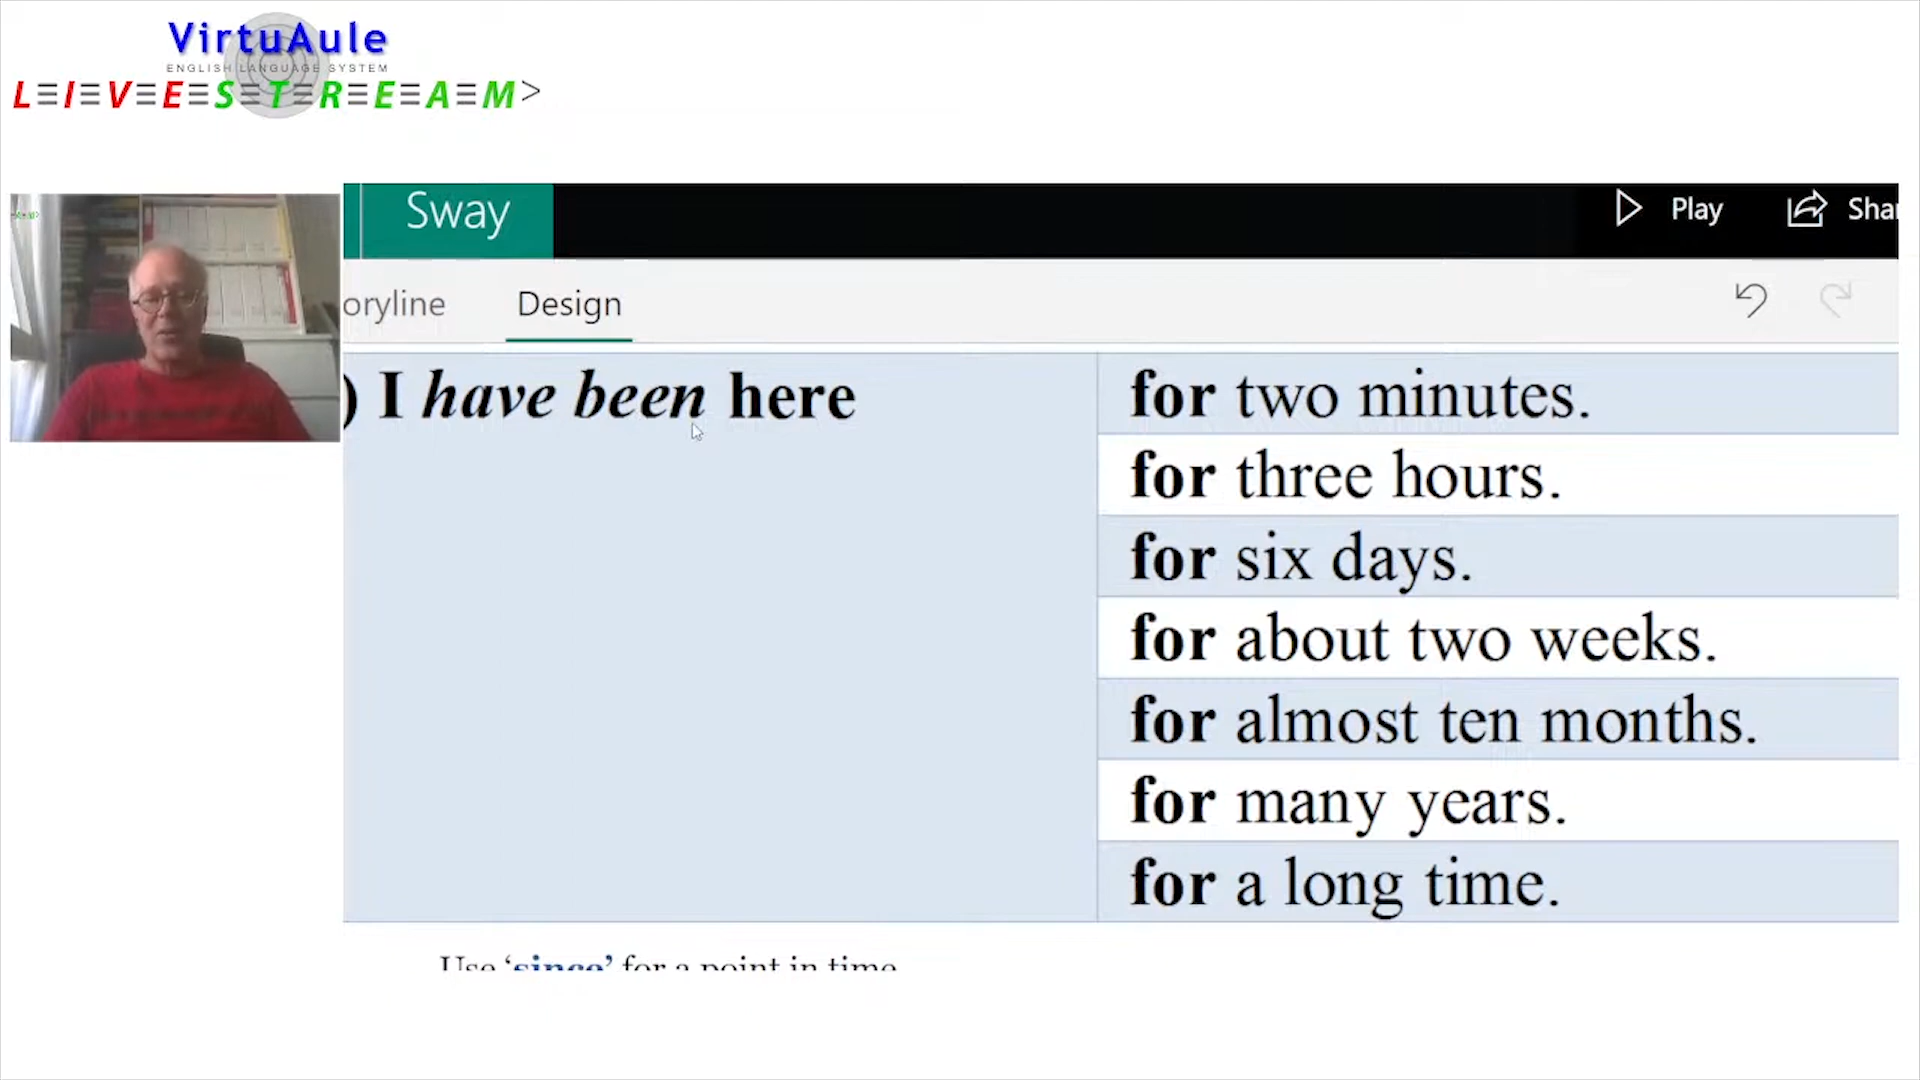 VirtuAule
ENGLISH LANGUAGE SYSTEM
L≡I≡V≡E≡S≡T≡R≡E≡A≡M>
Sway
Play
Shar
oryline
Design
) I have been here
for two minutes.
for three hours.
for six days.
for about two weeks.
for almost ten months.
for many years.
for a long time.
Use ‘since’ for a point in time